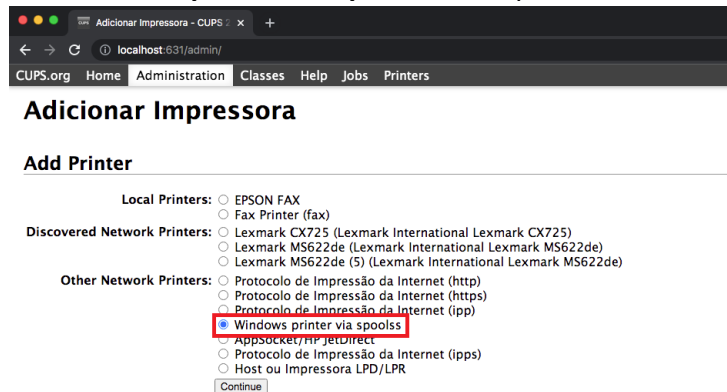 Adicionar Impressora - CUPS 2
localhost:631/admin/
CUPS.org Home Administration Classes Help Jobs Printers
Adicionar Impressora
Add Printer
Local Printers: EPSON FAX
Fax Printer (fax)
Discovered Network Printers: Lexmark CX725 (Lexmark International Lexmark CX725)
Lexmark MS622de (Lexmark International Lexmark MS622de)
Lexmark MS622de (5) (Lexmark International Lexmark MS622de)
Other Network Printers: Protocolo de Impressão da Internet (http)
Protocolo de Impressão da Internet (https)
Protocolo de Impressão da Internet (ipp)
Windows printer via spoolss
AppSocket/HP JetDirect
Protocolo de Impressão da Internet (ipps)
Host ou Impressora LPD/LPR
Continue